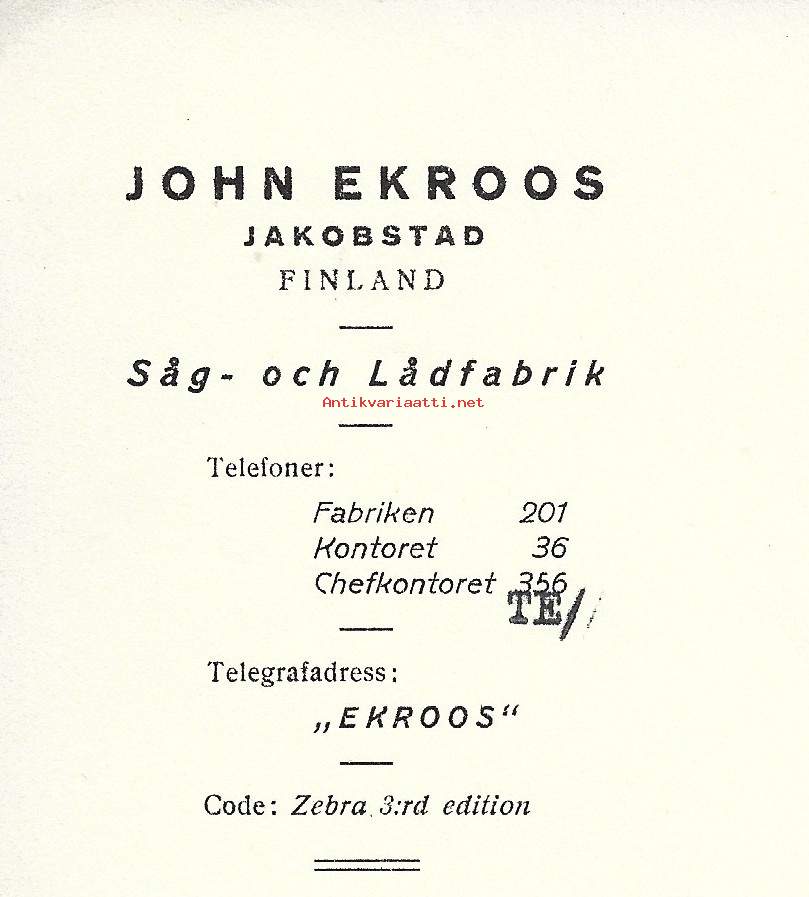 JOHN EKROOS
JAKOBSTAD
FINLAND
Såg- och Lådfabrik
Antikvariaatti.net
Telefoner:
Fabriken 201
Kontoret 36
Chefkontoret 356
TE/
Telegrafadress:
„EKROOS“
Code: Zebra 3:rd edition